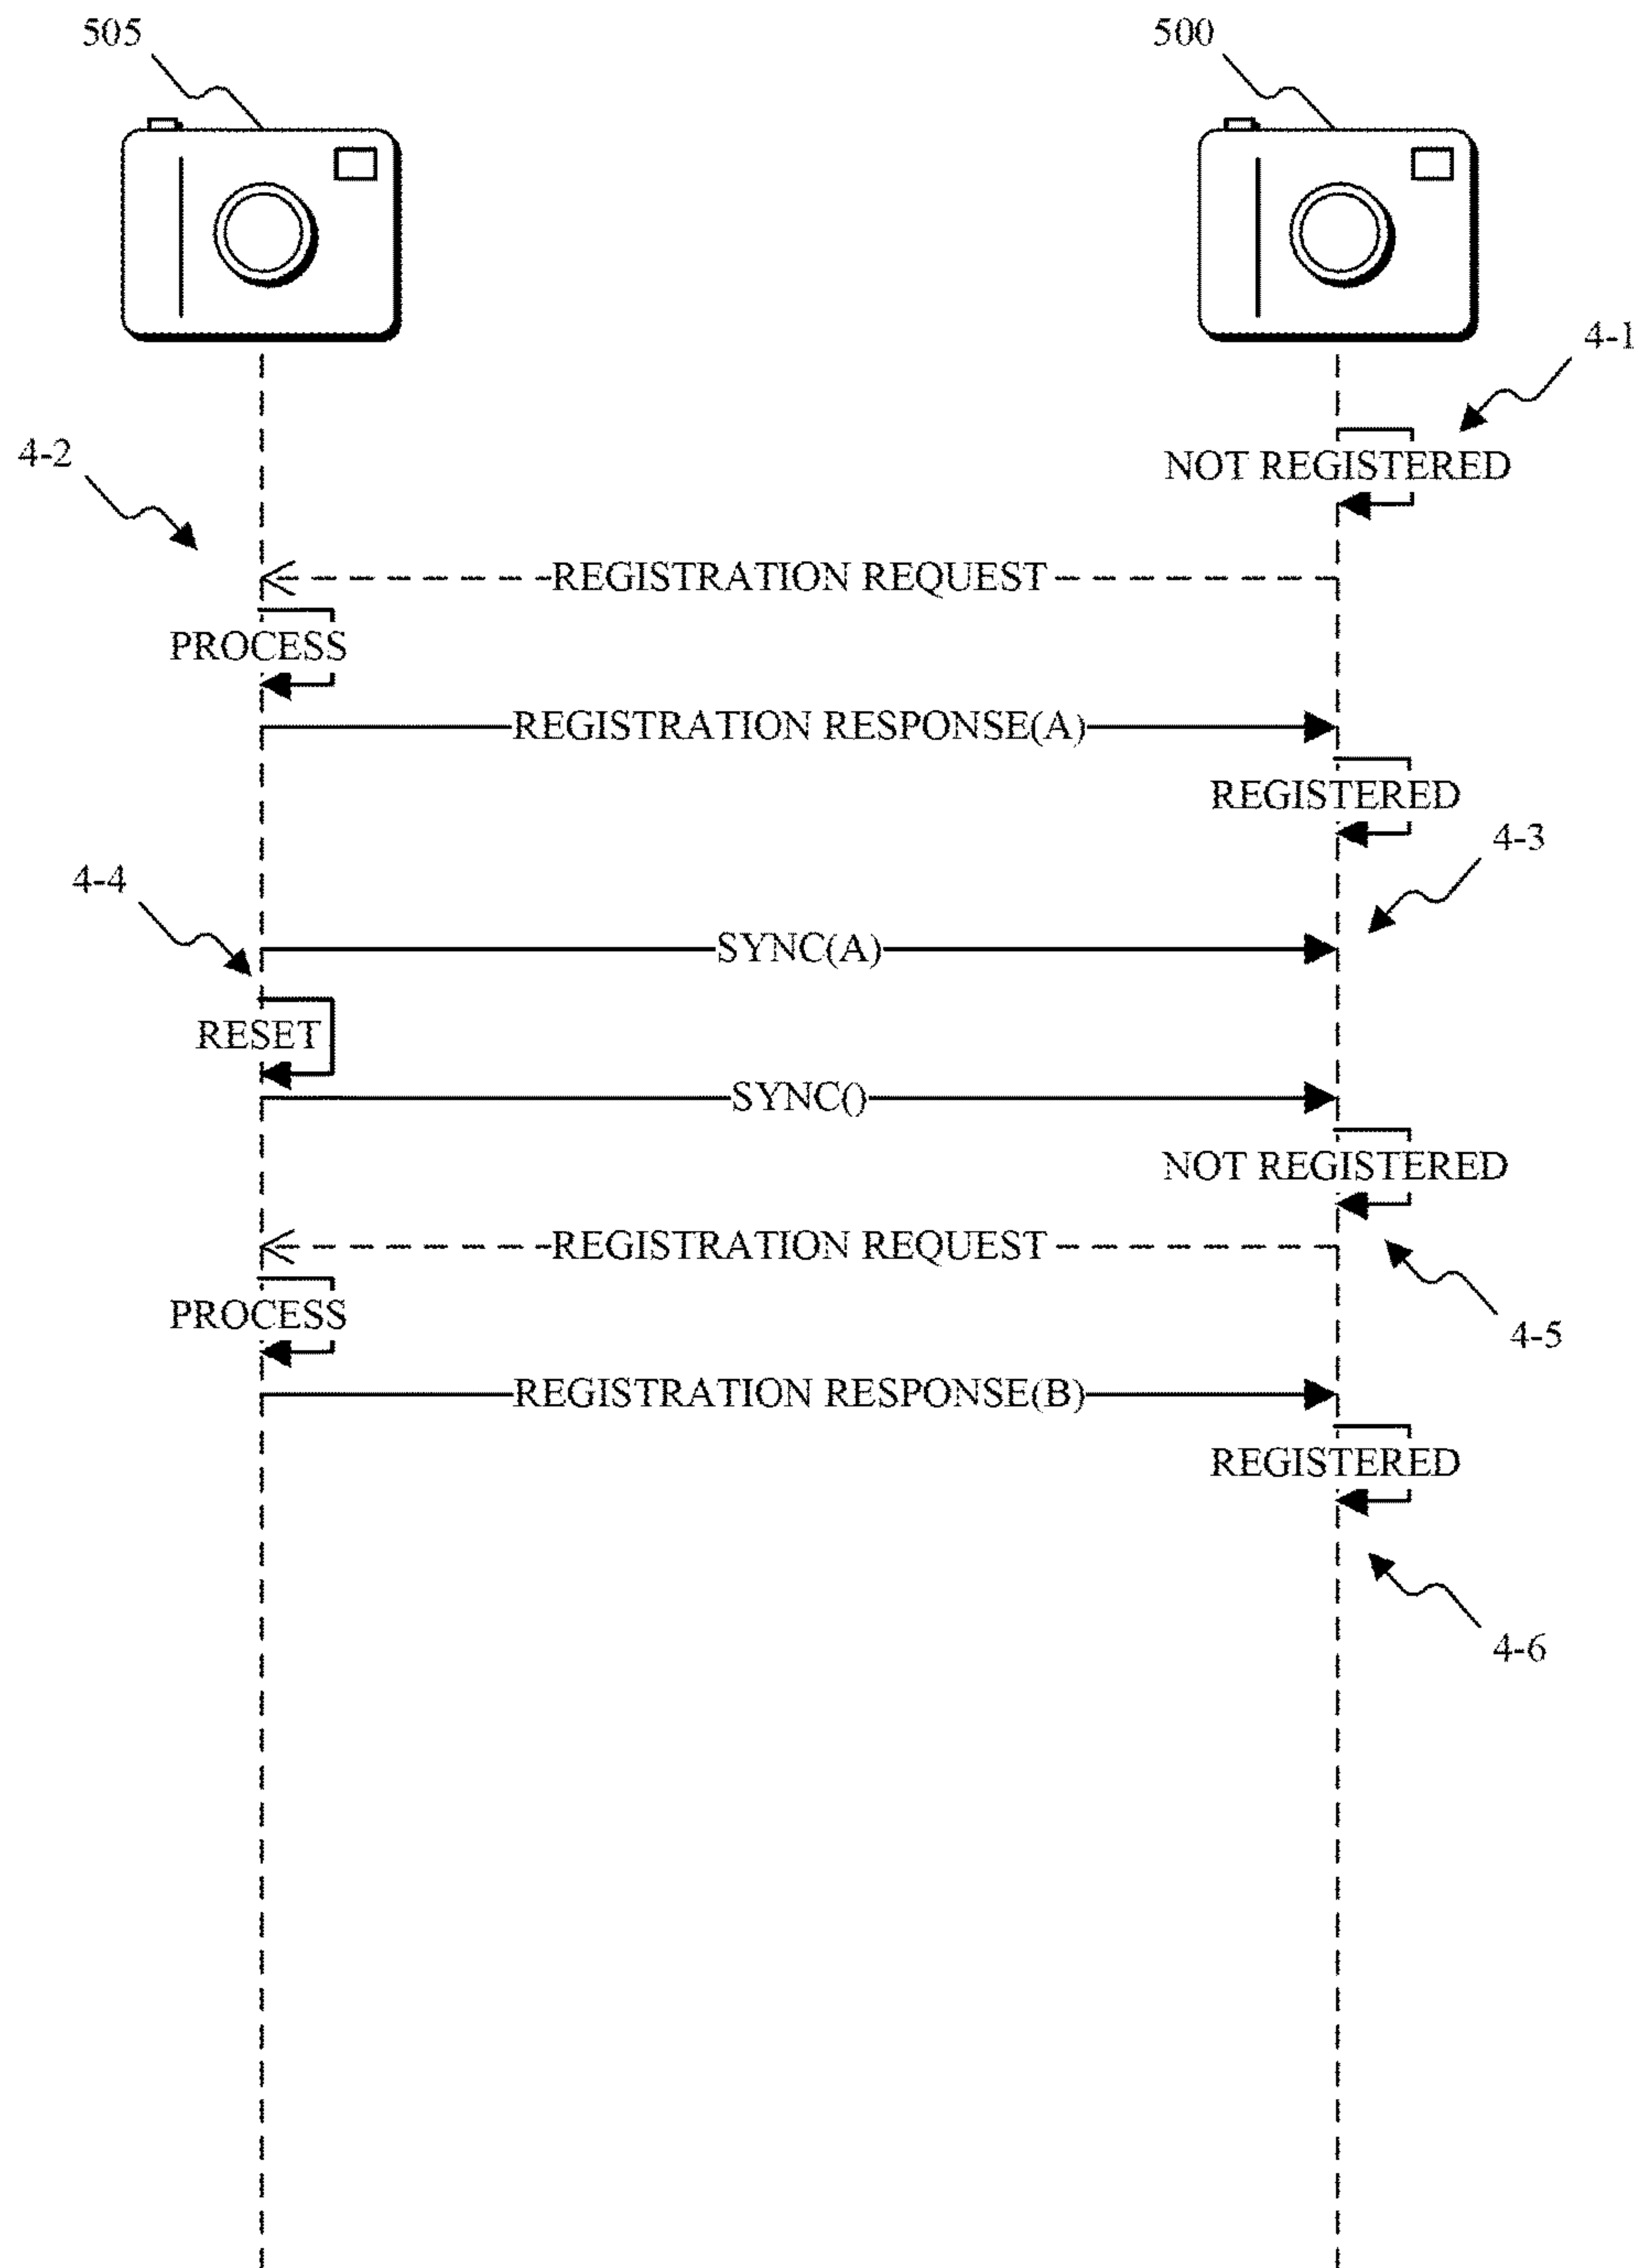 505
500
4-1
NOT REGISTERED
4-2
REGISTRATION REQUEST
PROCESS
REGISTRATION RESPONSE(A)
REGISTERED
4-3
4-4
SYNC(A)
RESET
SYNC()
NOT REGISTERED
REGISTRATION REQUEST
PROCESS
4-5
REGISTRATION RESPONSE(B)
REGISTERED
4-6